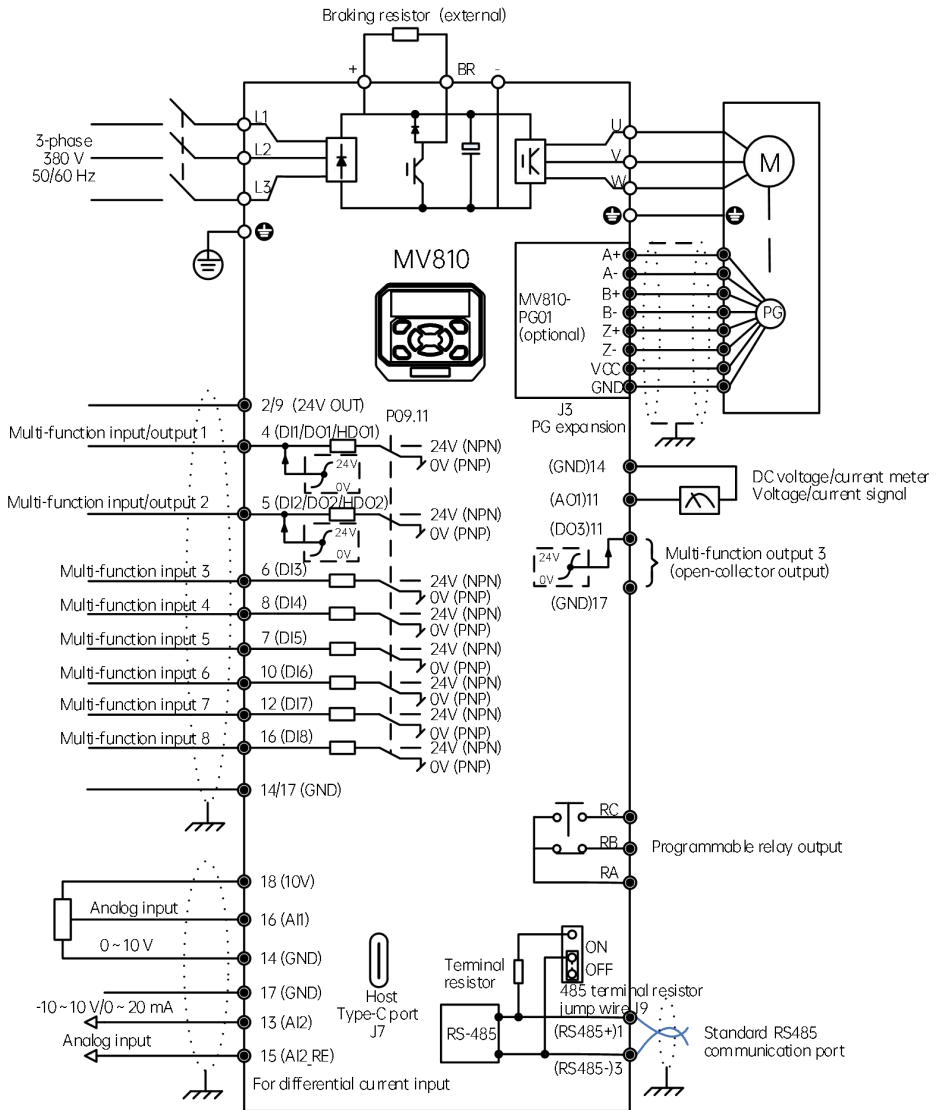 Braking resistor (external)
+ BR -
3-phase
380 V
50/60 Hz
L1
L2
L3
U
V
W
M
MV810
MV810-
PG01
(optional)
A+
A-
B+
B-
Z+
Z-
VCC
GND
PG
J3
PG expansion
2/9 (24V OUT)
P09.11
Multi-function input/output 1
4 (DI1/DO1/HDO1)
24V (NPN)
0V (PNP)
24V
0V
Multi-function input/output 2
5 (DI2/DO2/HDO2)
24V (NPN)
0V (PNP)
24V
0V
Multi-function input 3
6 (DI3)
24V (NPN)
0V (PNP)
Multi-function input 4
8 (DI4)
24V (NPN)
0V (PNP)
Multi-function input 5
7 (DI5)
24V (NPN)
0V (PNP)
Multi-function input 6
10 (DI6)
24V (NPN)
0V (PNP)
Multi-function input 7
12 (DI7)
24V (NPN)
0V (PNP)
Multi-function input 8
16 (DI8)
24V (NPN)
0V (PNP)
14/17 (GND)
(GND)14
(AO1)11
DC voltage/current meter
Voltage/current signal
(DO3)11
24V
0V
(GND)17
Multi-function output 3
(open-collector output)
RC
RB
RA
Programmable relay output
18 (10V)
Analog input
16 (AI1)
0~10 V
14 (GND)
17 (GND)
-10~10 V/0~20 mA
13 (AI2)
Analog input
15 (AI2_RE)
For differential current input
Host
Type-C port
J7
Terminal
resistor
ON
OFF
485 terminal resistor
jump wire J9
RS-485
(RS485+)1
(RS485-)3
Standard RS485
communication port